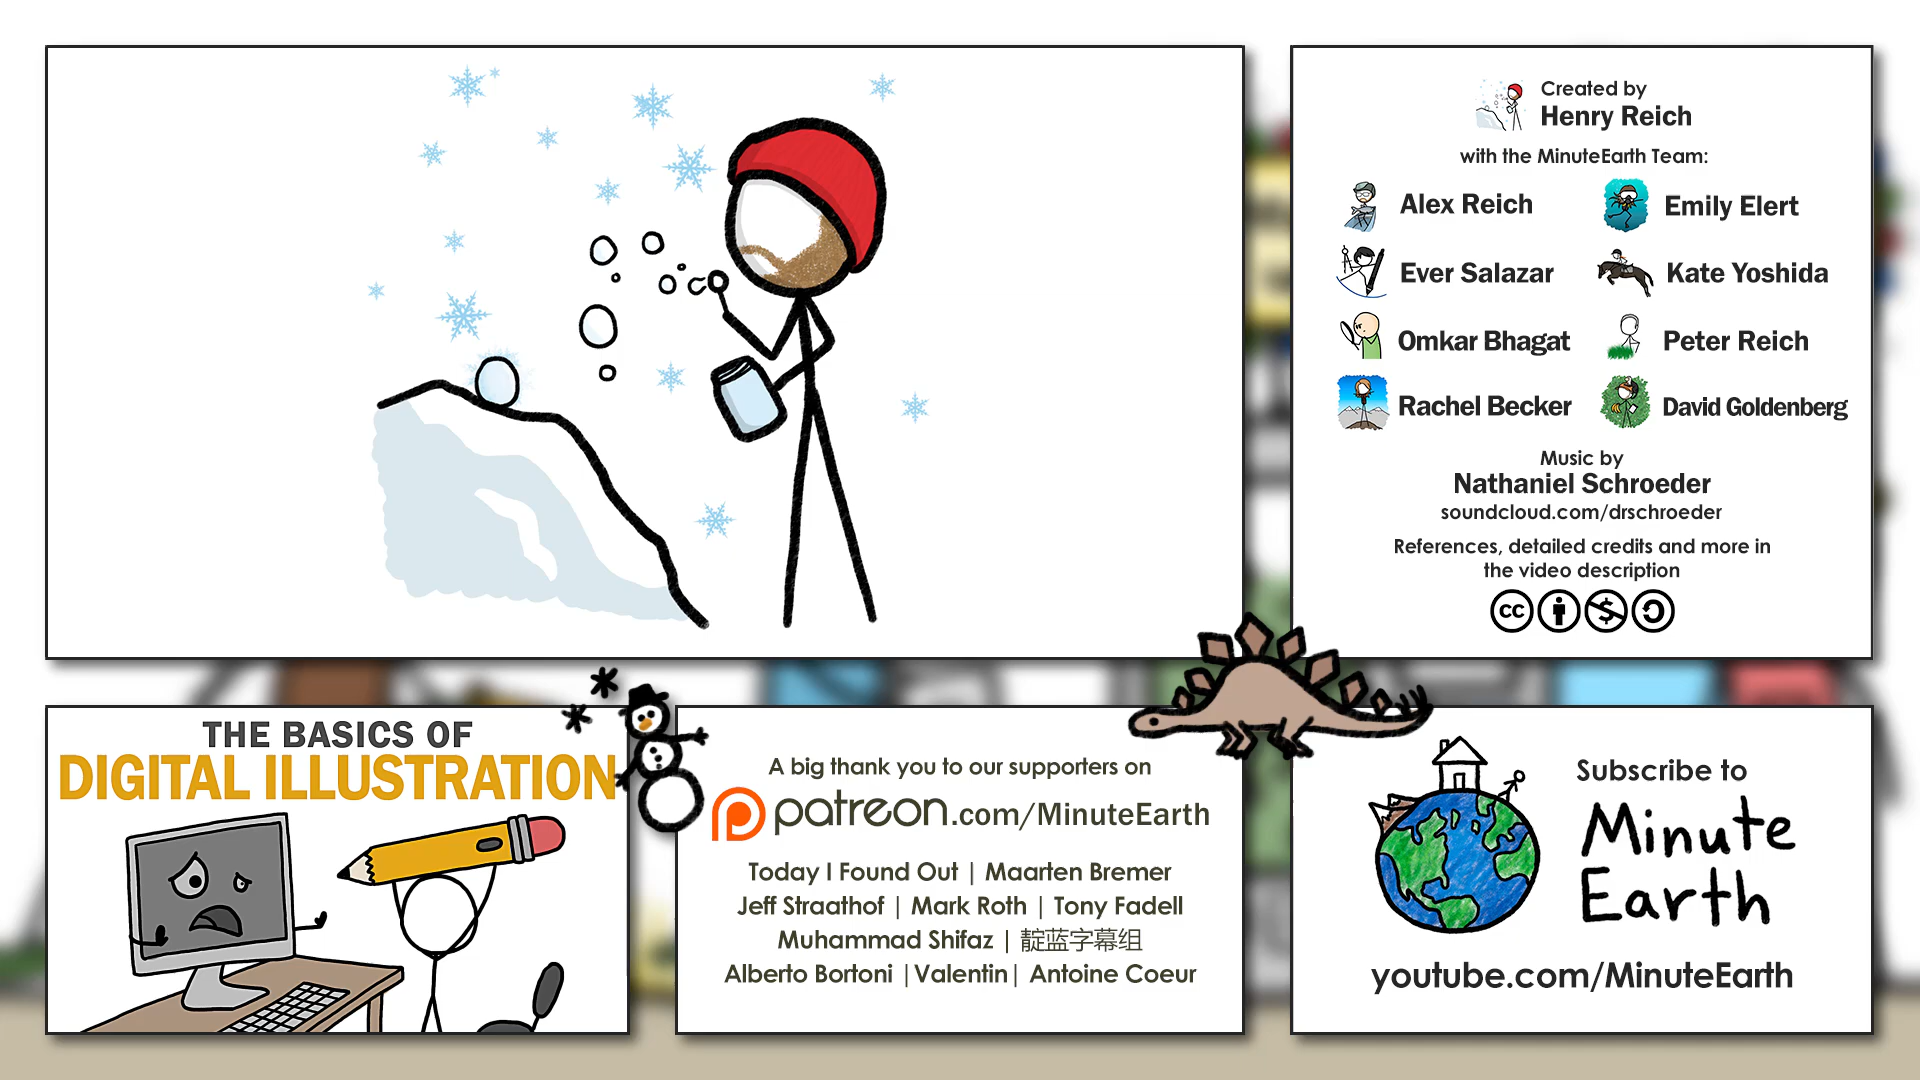 Created by
Henry Reich
with the MinuteEarth Team:
Alex Reich
Emily Elert
Ever Salazar
Kate Yoshida
Omkar Bhagat
Peter Reich
Rachel Becker
David Goldenberg
Music by
Nathaniel Schroeder
soundcloud.com/drschroeder
References, detailed credits and more in
the video description
cc
THE BASICS OF
DIGITAL ILLUSTRATION
A big thank you to our supporters on
patreon.com/MinuteEarth
Today I Found Out | Maarten Bremer
Jeff Straathof | Mark Roth | Tony Fadell
Muhammad Shifaz | 靛蓝字幕组
Alberto Bortoni |Valentin| Antoine Coeur
Subscribe to
Minute
Earth
youtube.com/MinuteEarth